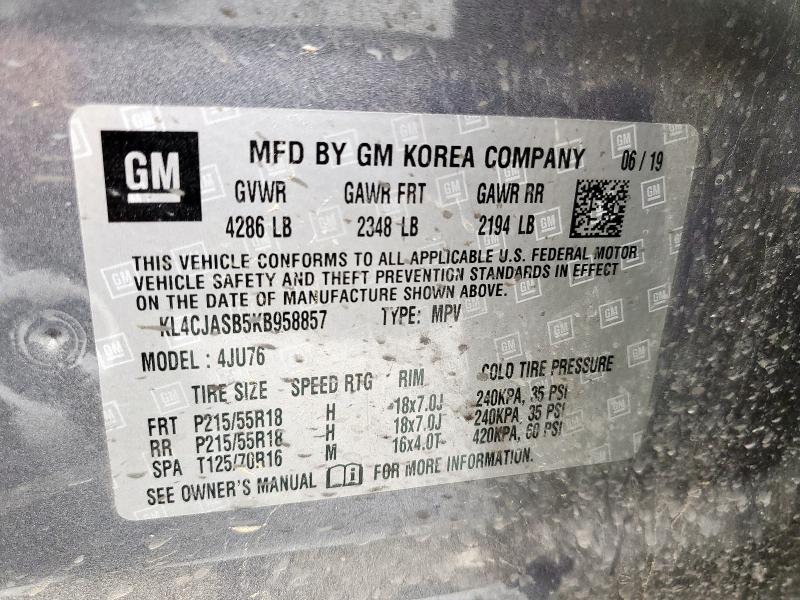 GM MFD BY GM KOREA COMPANY 06/19
GVWR GAWR FRT GAWR RR
4286 LB 2348 LB 2194 LB
THIS VEHICLE CONFORMS TO ALL APPLICABLE U.S. FEDERAL MOTOR
VEHICLE SAFETY AND THEFT PREVENTION STANDARDS IN EFFECT
ON THE DATE OF MANUFACTURE SHOWN ABOVE.
KL4CJASB5KB958857 TYPE: MPV
MODEL: 4JU76
TIRE SIZE SPEED RTG RIM COLD TIRE PRESSURE
FRT P215/55R18 H 18x7.0J 240KPA, 35 PSI
RR P215/55R18 H 18x7.0J 240KPA, 35 PSI
SPA T125/70R16 M 16x4.0T 420KPA, 60 PSI
SEE OWNER'S MANUAL FOR MORE INFORMATION.